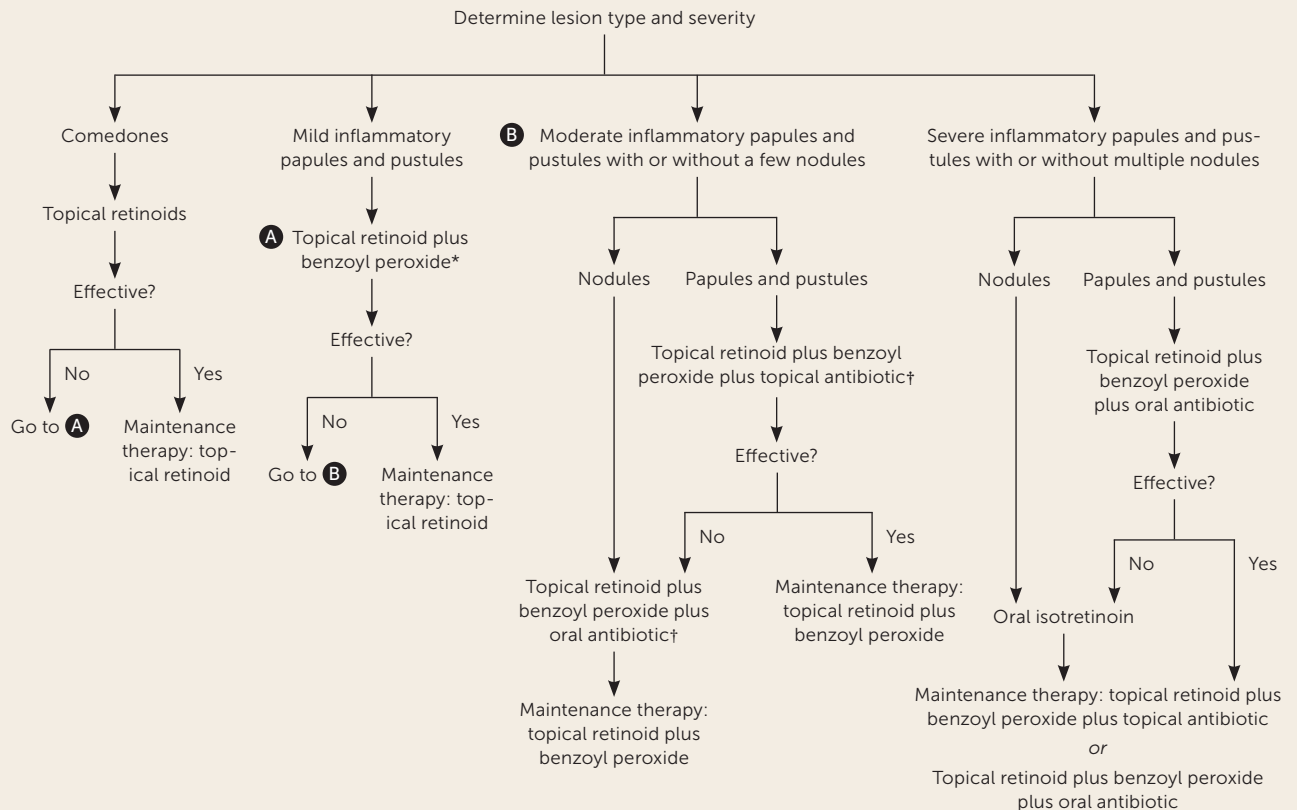 Determine lesion type and severity
Comedones
Topical retinoids
Effective?
No
Yes
Go to A
Maintenance
therapy: top-
ical retinoid
Mild inflammatory
papules and pustules
A Topical retinoid plus
benzoyl peroxide*
Effective?
No
Yes
Go to B
Maintenance
therapy: top-
ical retinoid
B Moderate inflammatory papules and
pustules with or without a few nodules
Nodules
Papules and pustules
Topical retinoid plus benzoyl
peroxide plus topical antibiotic†
Effective?
No
Yes
Topical retinoid plus
benzoyl peroxide plus
oral antibiotic†
Maintenance therapy:
topical retinoid plus
benzoyl peroxide
Maintenance therapy:
topical retinoid plus
benzoyl peroxide
Severe inflammatory papules and pus-
tules with or without multiple nodules
Nodules
Papules and pustules
Topical retinoid plus
benzoyl peroxide
plus oral antibiotic
Effective?
No
Yes
Oral isotretinoin
Maintenance therapy: topical retinoid plus
benzoyl peroxide plus topical antibiotic
or
Topical retinoid plus benzoyl peroxide
plus oral antibiotic